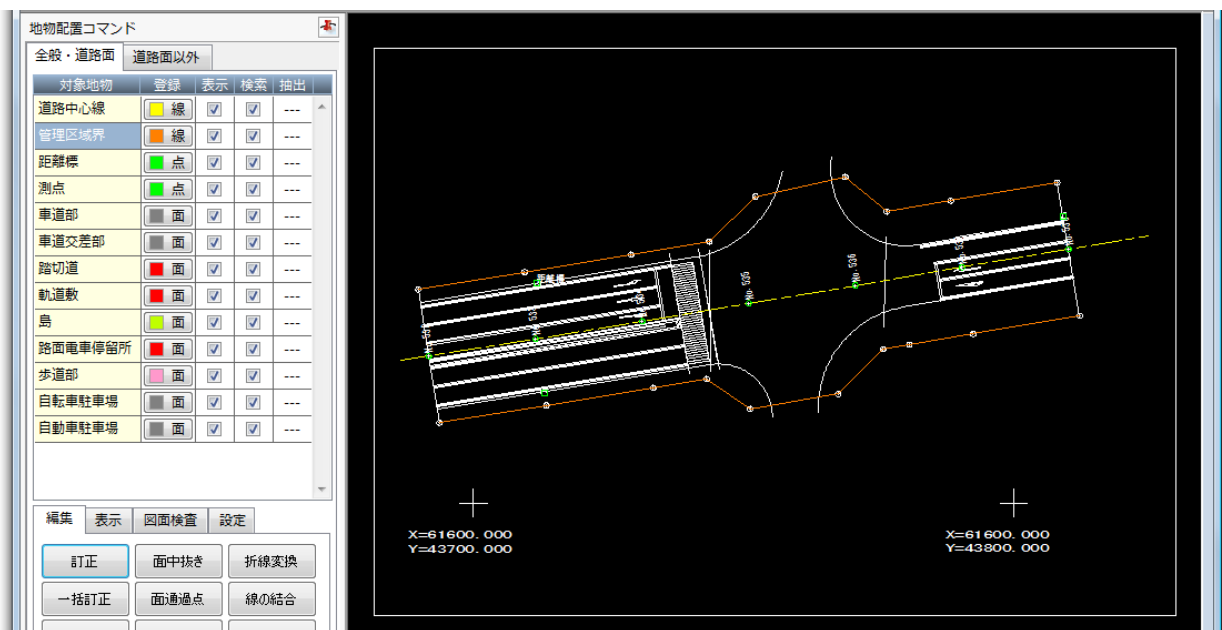 地物配置コマンド
全般・道路面 道路面以外
対象地物 登録 表示 検索 抽出
道路中心線 線 ---
管理区域界 線 ---
距離標 点 ---
測点 点 ---
車道部 面 ---
車道交差部 面 ---
踏切道 面 ---
軌道敷 面 ---
島 面 ---
路面電車停留所 面 ---
歩道部 面 ---
自転車駐車場 面 ---
自動車駐車場 面 ---
編集 表示 図面検査 設定
訂正 面中抜き 折線変換
一括訂正 面通過点 線の結合
距離標
No. 535
No. 536
X=61600.000
Y=43700.000
X=61600.000
Y=43800.000